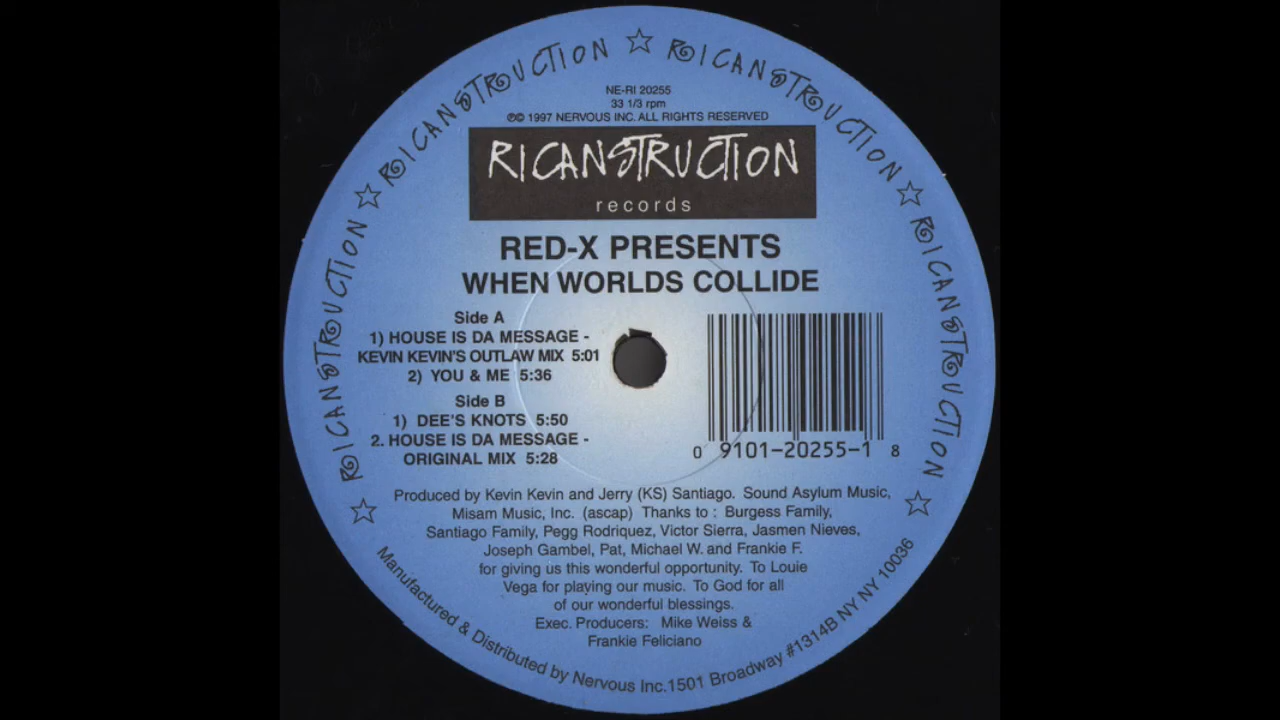 RICANSTRUCTION ☆ RICANSTRUCTION ☆ RICANSTRUCTION ☆ RICANSTRUCTION ☆ RICANSTRUCTION ☆
NE-RI 20255
33 1/3 rpm
℗© 1997 NERVOUS INC. ALL RIGHTS RESERVED
RICANSTRUCTION
records
RED-X PRESENTS
WHEN WORLDS COLLIDE
Side A
1) HOUSE IS DA MESSAGE -
KEVIN KEVIN'S OUTLAW MIX 5:01
2) YOU & ME 5:36
Side B
1) DEE'S KNOTS 5:50
2. HOUSE IS DA MESSAGE -
ORIGINAL MIX 5:28
0 9101-20255-1 8
Produced by Kevin Kevin and Jerry (KS) Santiago. Sound Asylum Music,
Misam Music, Inc. (ascap) Thanks to : Burgess Family,
Santiago Family, Pegg Rodriquez, Victor Sierra, Jasmen Nieves,
Joseph Gambel, Pat, Michael W. and Frankie F.
for giving us this wonderful opportunity. To Louie
Vega for playing our music. To God for all
of our wonderful blessings.
Exec. Producers: Mike Weiss &
Frankie Feliciano
Manufactured & Distributed by Nervous Inc.1501 Broadway #1314B NY NY 10036